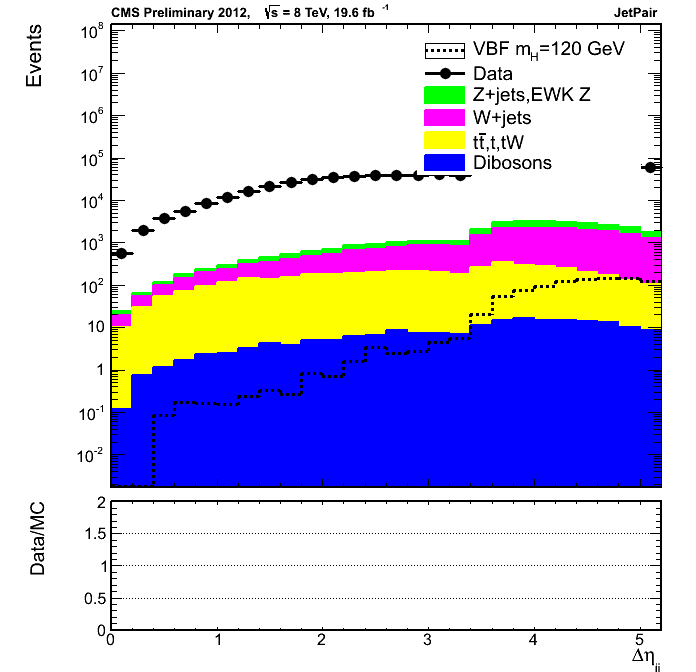 CMS Preliminary 2012, √s = 8 TeV, 19.6 fb⁻¹ JetPair
Events
10⁸
10⁷
10⁶
10⁵
10⁴
10³
10²
10
1
10⁻¹
10⁻²
VBF m_H=120 GeV
Data
Z+jets,EWK Z
W+jets
tt̄,t,tW
Dibosons
Data/MC
2
1.5
1
0.5
0
0 1 2 3 4 5
Δη_jj